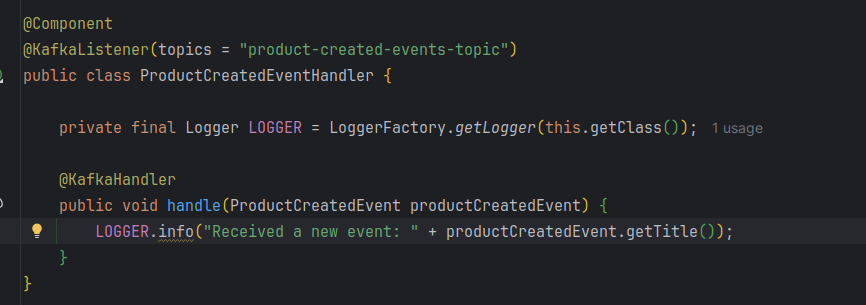 @Component
@KafkaListener(topics = "product-created-events-topic")
public class ProductCreatedEventHandler {
private final Logger LOGGER = LoggerFactory.getLogger(this.getClass()); 1 usage
@KafkaHandler
public void handle(ProductCreatedEvent productCreatedEvent) {
LOGGER.info("Received a new event: " + productCreatedEvent.getTitle());
}
}